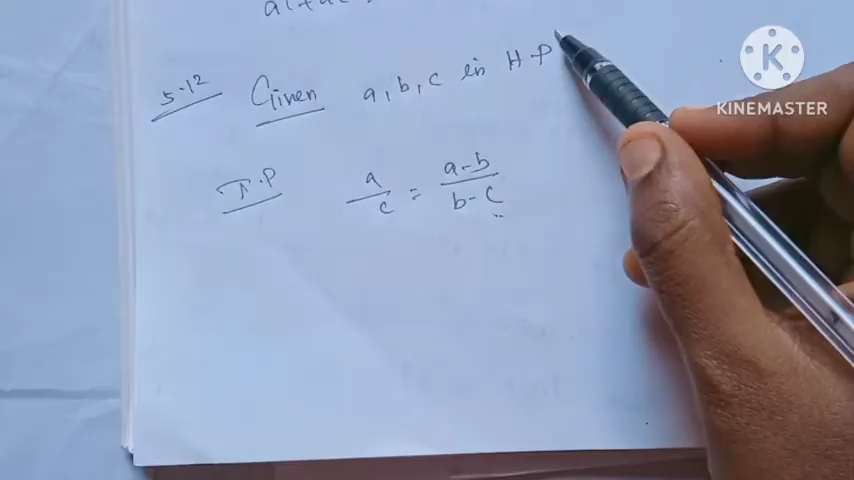 5.12 Given a, b, c in H.P
T.P a/c = a-b/b-c
K
KINEMASTER